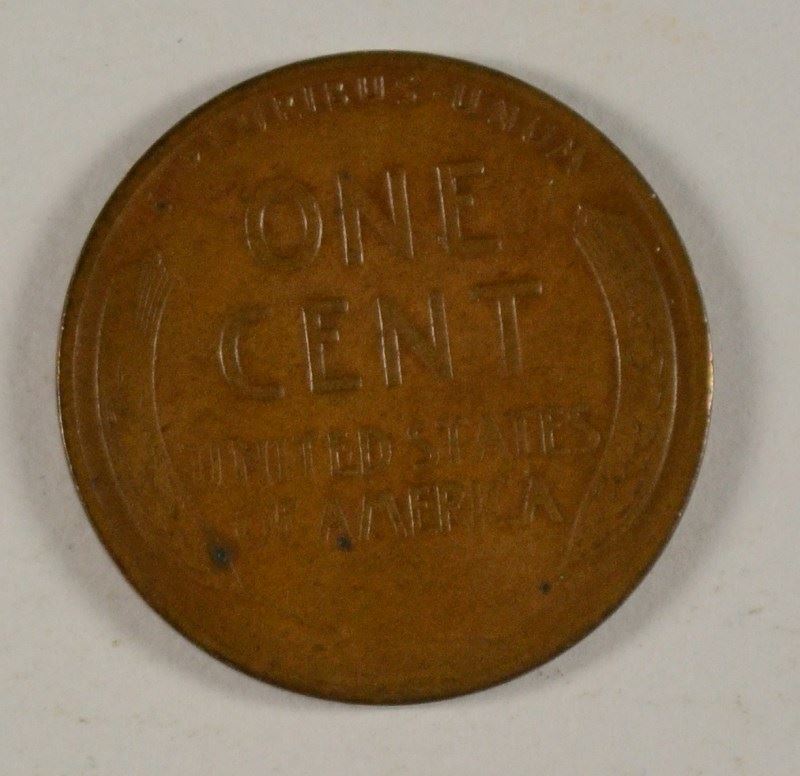 PLURIBUS · UNUM
ONE
CENT
UNITED STATES
OF AMERICA